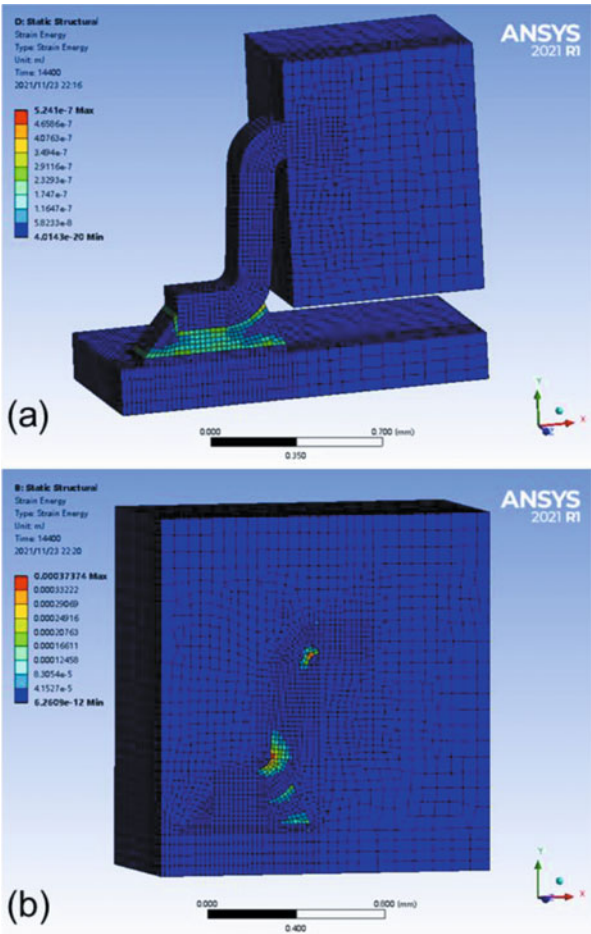 D: Static Structural
Strain Energy
Type: Strain Energy
Unit: mJ
Time: 14400
2021/11/23 22:16
5.241e-7 Max
4.6586e-7
4.0763e-7
3.494e-7
2.9116e-7
2.3293e-7
1.747e-7
1.1647e-7
5.8233e-8
4.0143e-20 Min
ANSYS
2021 R1
Y
X
Z
0.000
0.700 (mm)
0.350
(a)
B: Static Structural
Strain Energy
Type: Strain Energy
Unit: mJ
Time: 14400
2021/11/23 22:20
0.00037374 Max
0.00033222
0.00029069
0.00024916
0.00020763
0.00016611
0.00012458
8.3054e-5
4.1527e-5
6.2609e-12 Min
ANSYS
2021 R1
Y
X
0.000
0.800 (mm)
0.400
(b)